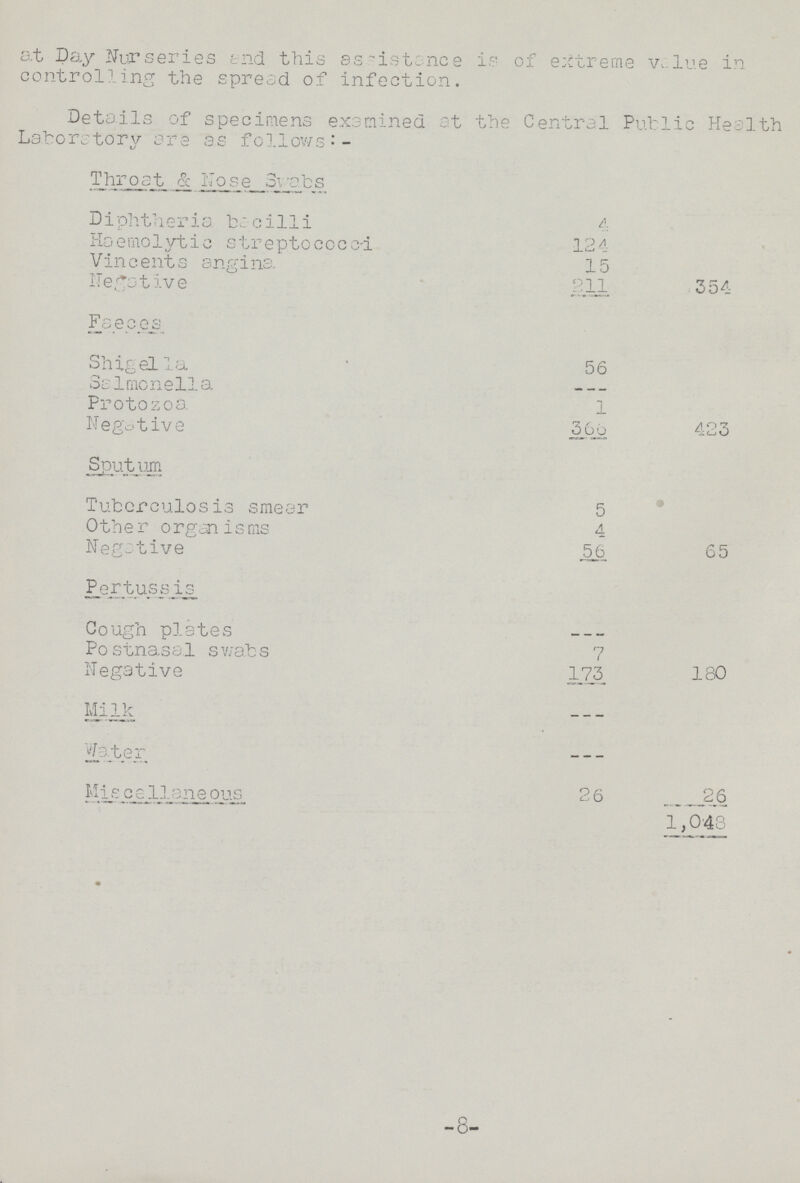 at Day Nurseries and this assistance is of extreme value in
controlling the spread of infection.
Details of specimens examined at the Central Public Health
Laboratory are as follows:-
Throat & Nose Swabs
Diphtheria bacilli 4
Haemolytic streptococci 124
Vincents angina 15
Negative 211 354
Faeces
Shigella 56
Salmonella ---
Protozoa 1
Negative 366 423
Sputum
Tuberculosis smear 5
Other organisms 4
Negative 56 65
Pertussis
Cough plates ---
Postnasal swabs 7
Negative 173 180
Milk ---
Water ---
Miscellaneous 26 26
1,048
-8-